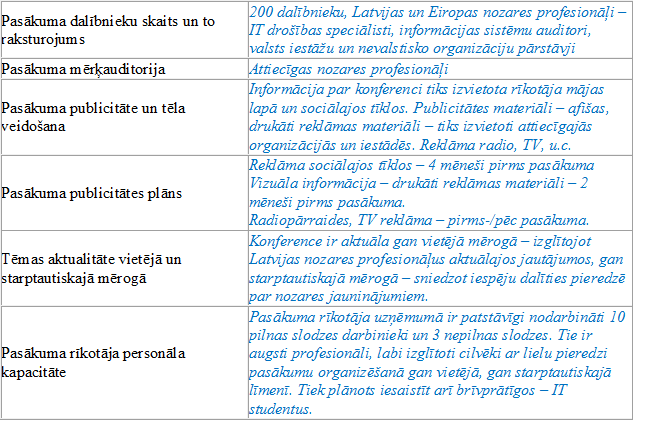 Pasākuma dalībnieku skaits un to
raksturojums
200 dalībnieku, Latvijas un Eiropas nozares profesionāļi –
IT drošības speciālisti, informācijas sistēmu auditori,
valsts iestāžu un nevalstisko organizāciju pārstāvji
Pasākuma mērķauditorija
Attiecīgas nozares profesionāļi
Pasākuma publicitāte un tēla
veidošana
Informācija par konferenci tiks izvietota rīkotāja mājas
lapā un sociālajos tīklos. Publicitātes materiāli – afišas,
drukāti reklāmas materiāli – tiks izvietoti attiecīgajās
organizācijās un iestādēs. Reklāma radio, TV, u.c.
Pasākuma publicitātes plāns
Reklāma sociālajos tīklos – 4 mēneši pirms pasākuma
Vizuāla informācija – drukāti reklāmas materiāli – 2
mēneši pirms pasākuma.
Radiopārraides, TV reklāma – pirms-/pēc pasākuma.
Tēmas aktualitāte vietējā un
starptautiskajā mērogā
Konference ir aktuāla gan vietējā mērogā – izglītojot
Latvijas nozares profesionāļus aktuālajos jautājumos, gan
starptautiskajā mērogā – sniedzot iespēju dalīties pieredzē
par nozares jauninājumiem.
Pasākuma rīkotāja personāla
kapacitāte
Pasākuma rīkotāja uzņēmumā ir patstāvīgi nodarbināti 10
pilnas slodzes darbinieki un 3 nepilnas slodzes. Tie ir
augsti profesionāli, labi izglītoti cilvēki ar lielu pieredzi
pasākumu organizēšanā gan vietējā, gan starptautiskajā
līmenī. Tiek plānots iesaistīt arī brīvprātīgos – IT
studentus.